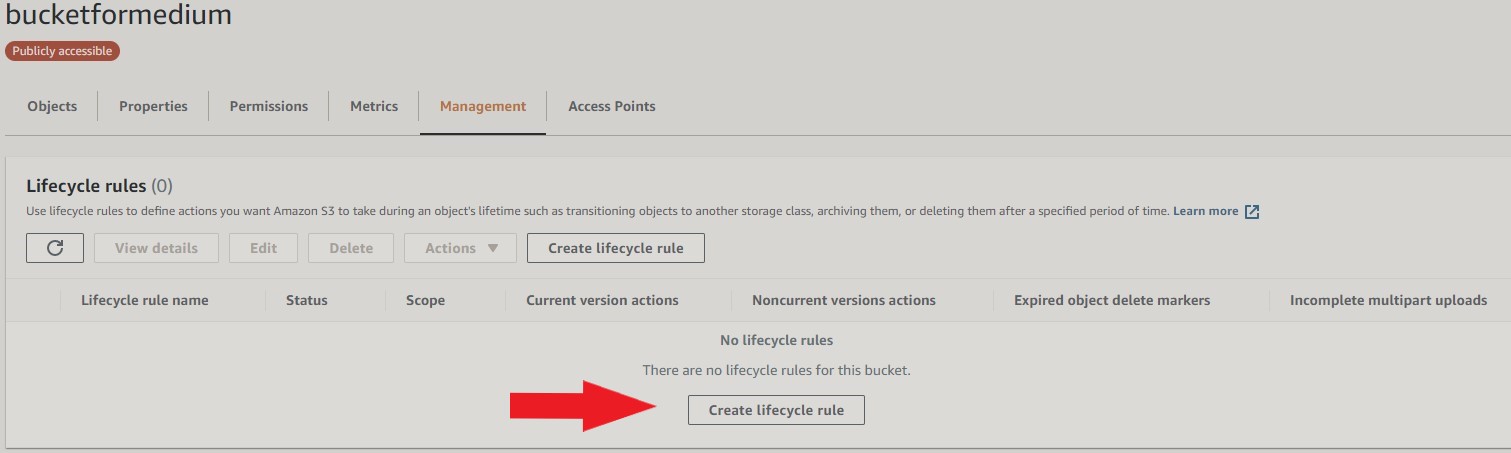 bucketformedium
Publicly accessible
Objects Properties Permissions Metrics Management Access Points
Lifecycle rules (0)
Use lifecycle rules to define actions you want Amazon S3 to take during an object's lifetime such as transitioning objects to another storage class, archiving them, or deleting them after a specified period of time. Learn more
View details Edit Delete Actions Create lifecycle rule
Lifecycle rule name Status Scope Current version actions Noncurrent versions actions Expired object delete markers Incomplete multipart uploads
No lifecycle rules
There are no lifecycle rules for this bucket.
Create lifecycle rule